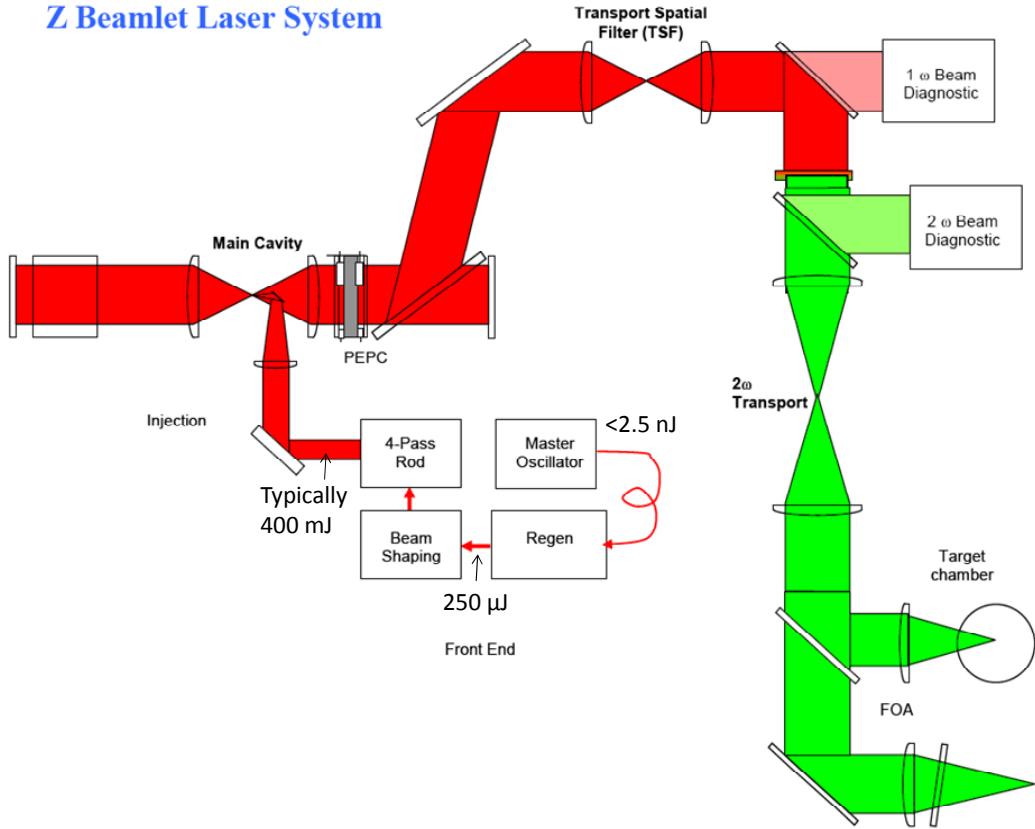 Z Beamlet Laser System
Transport Spatial
Filter (TSF)
1 ω Beam
Diagnostic
2 ω Beam
Diagnostic
Main Cavity
PEPC
2ω
Transport
Injection
4-Pass
Rod
Master
Oscillator
<2.5 nJ
Typically
400 mJ
Beam
Shaping
Regen
250 µJ
Front End
Target
chamber
FOA